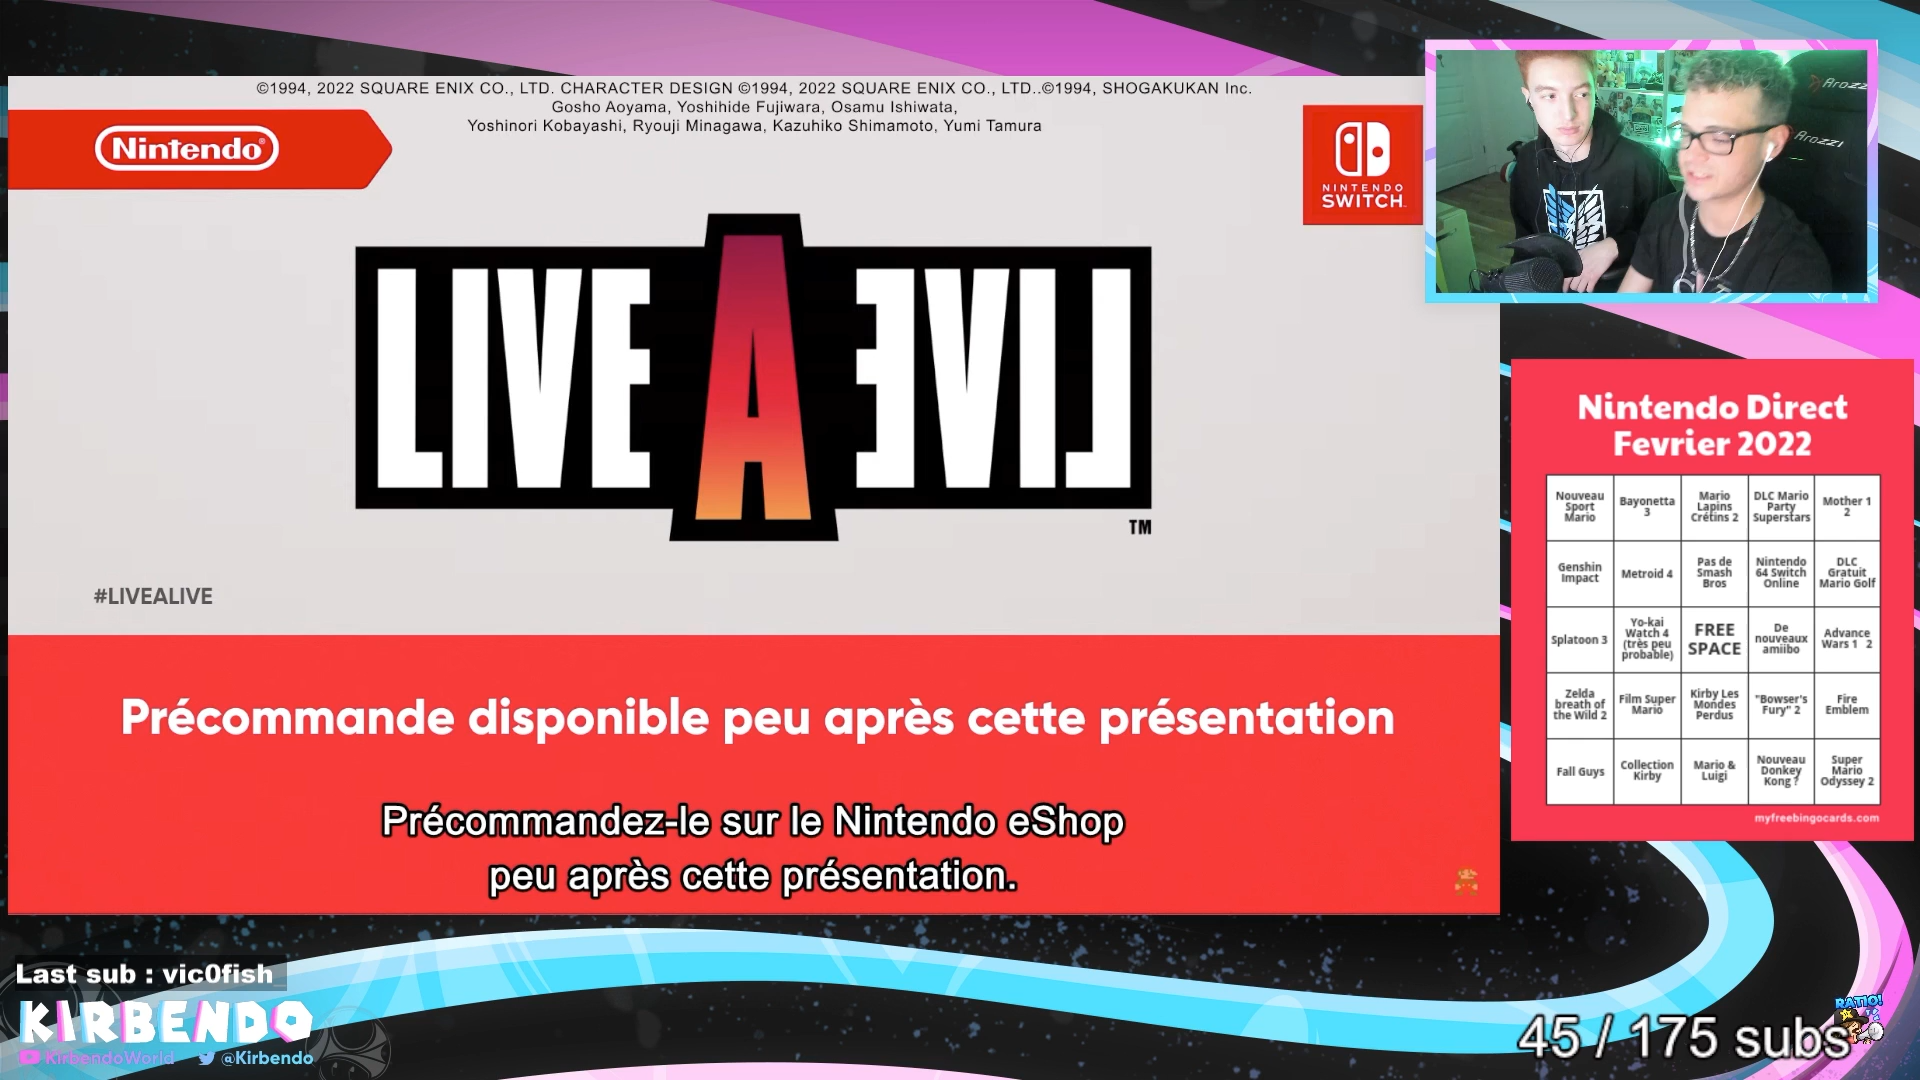 ©1994, 2022 SQUARE ENIX CO., LTD. CHARACTER DESIGN ©1994, 2022 SQUARE ENIX CO., LTD..©1994, SHOGAKUKAN Inc.
Gosho Aoyama, Yoshihide Fujiwara, Osamu Ishiwata,
Yoshinori Kobayashi, Ryouji Minagawa, Kazuhiko Shimamoto, Yumi Tamura
Nintendo®
NINTENDO
SWITCH™
LIVE A LIVE
TM
#LIVEALIVE
Précommande disponible peu après cette présentation
Précommandez-le sur le Nintendo eShop
peu après cette présentation.
Arozzi
Arozzi
Nintendo Direct
Fevrier 2022
Nouveau
Sport
Mario
Bayonetta
3
Mario
Lapins
Crétins 2
DLC Mario
Party
Superstars
Mother 1
2
Genshin
Impact
Metroid 4
Pas de
Smash
Bros
Nintendo
64 Switch
Online
DLC
Gratuit
Mario Golf
Splatoon 3
Yo-kai
Watch 4
(très peu
probable)
FREE
SPACE
De
nouveaux
amiibo
Advance
Wars 1 2
Zelda
breath of
the Wild 2
Film Super
Mario
Kirby Les
Mondes
Perdus
"Bowser's
Fury" 2
Fire
Emblem
Fall Guys
Collection
Kirby
Mario &
Luigi
Nouveau
Donkey
Kong ?
Super
Mario
Odyssey 2
myfreebingocards.com
Last sub : vic0fish
KIRBENDO
KirbendoWorld
@Kirbendo
RATIO!
45 / 175 subs